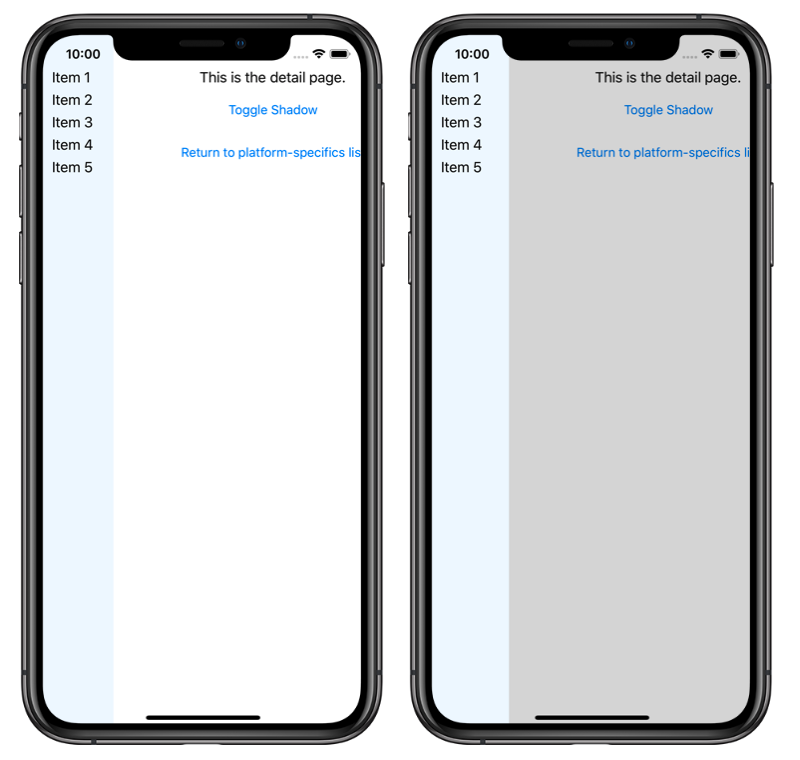 10:00
Item 1
Item 2
Item 3
Item 4
Item 5
This is the detail page.
Toggle Shadow
Return to platform-specifics lis
10:00
Item 1
Item 2
Item 3
Item 4
Item 5
This is the detail page.
Toggle Shadow
Return to platform-specifics li